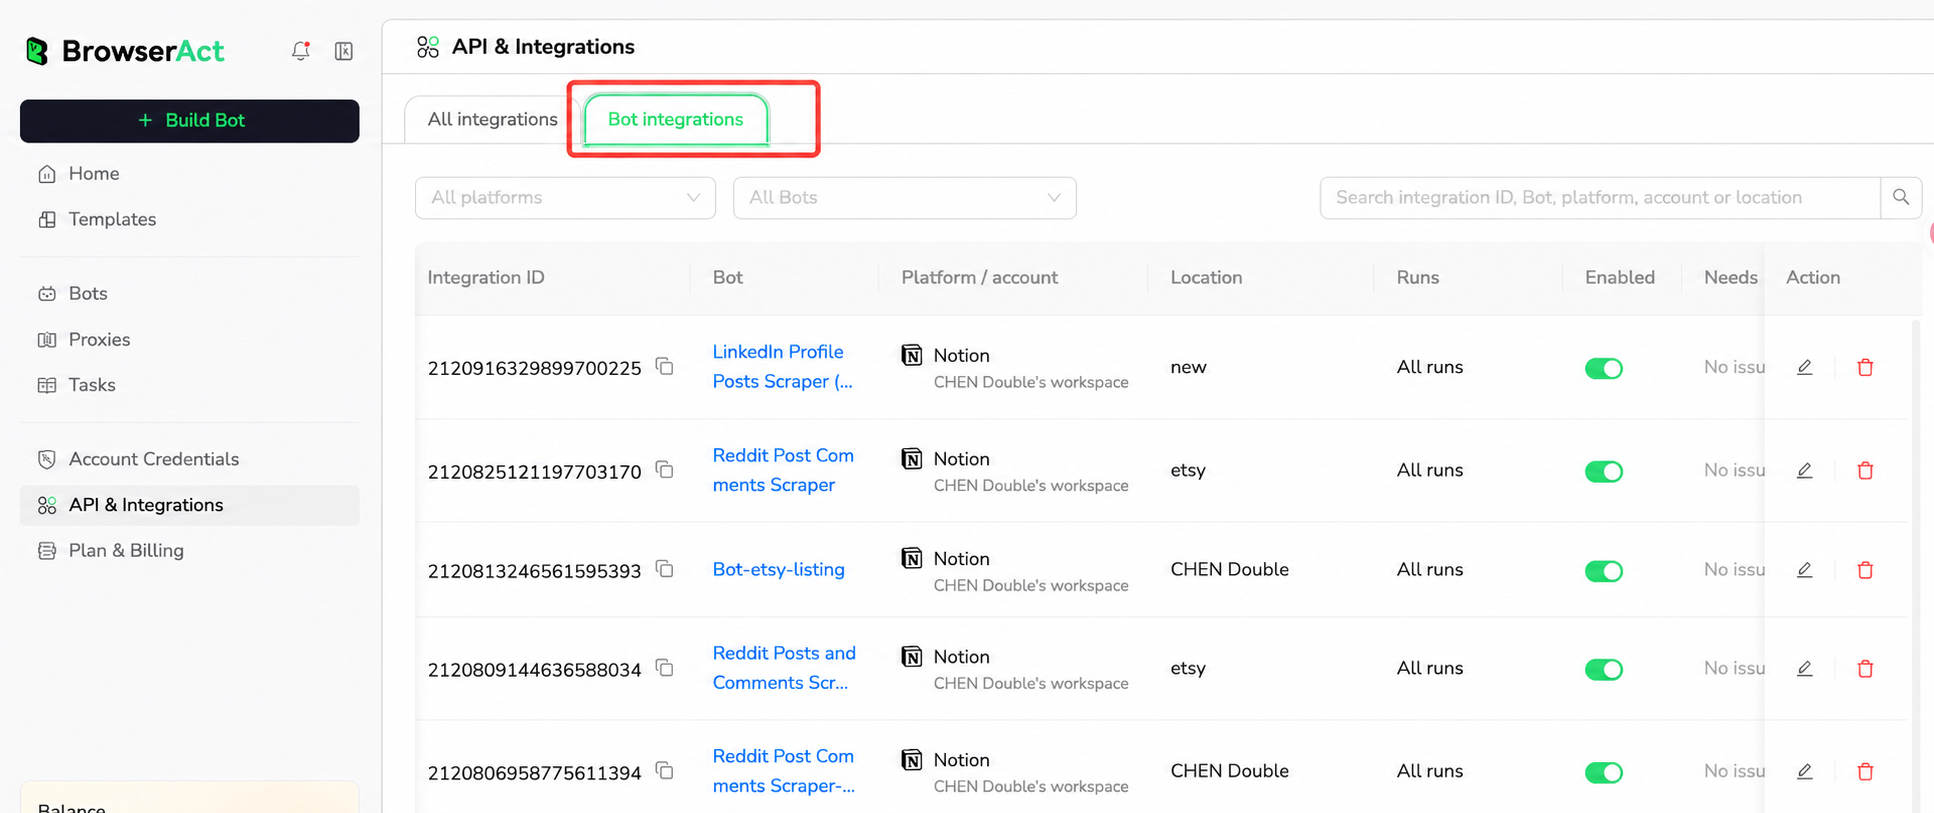 BrowserAct
API & Integrations
+ Build Bot
All integrations
Bot integrations
Home
Templates
Bots
Proxies
Tasks
Account Credentials
API & Integrations
Plan & Billing
Balance
All platforms
All Bots
Search integration ID, Bot, platform, account or location
Integration ID Bot Platform / account Location Runs Enabled Needs Action
2120916329899700225
LinkedIn Profile
Posts Scraper (...
Notion
CHEN Double's workspace
new
All runs
No issu
2120825121197703170
Reddit Post Com
ments Scraper
Notion
CHEN Double's workspace
etsy
All runs
No issu
2120813246561595393
Bot-etsy-listing
Notion
CHEN Double's workspace
CHEN Double
All runs
No issu
2120809144636588034
Reddit Posts and
Comments Scr...
Notion
CHEN Double's workspace
etsy
All runs
No issu
2120806958775611394
Reddit Post Com
ments Scraper-...
Notion
CHEN Double's workspace
CHEN Double
All runs
No issu